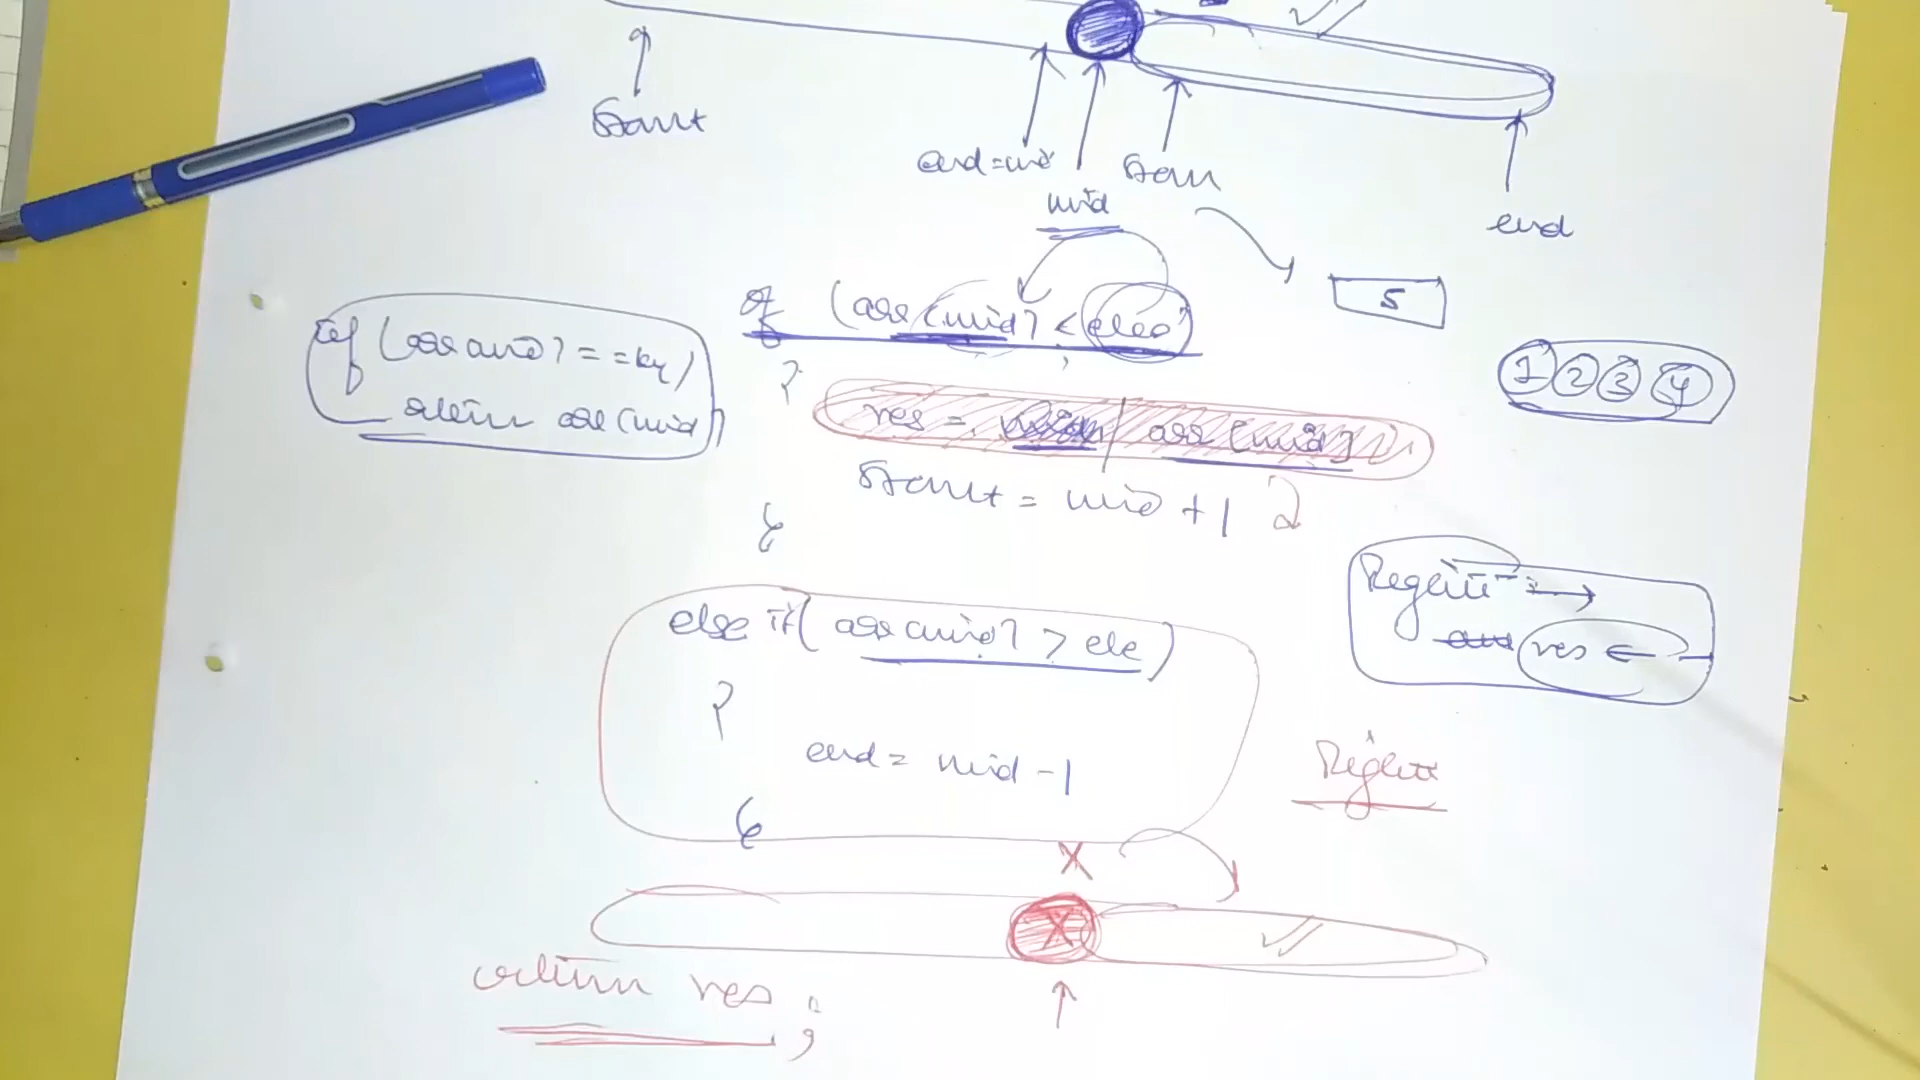 start
end=mid
start
mid
end
if (arr[mid] < ele)
5
if (arr[mid] == key)
return arr[mid]
{
1 2 3 4
res = arr[mid];
start = mid + 1
}
Right →
res ←
else if (arr[mid] > ele)
{
end = mid - 1
}
Right
X
X
return res;